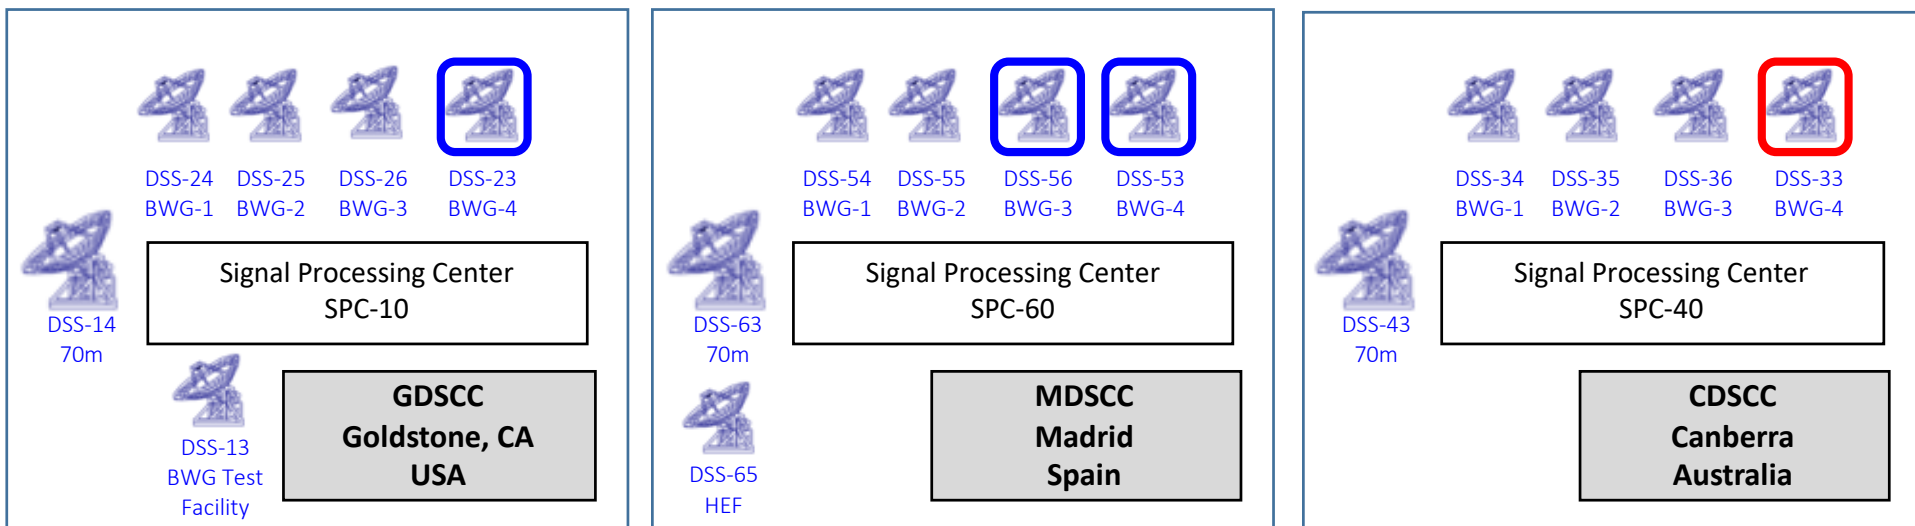 DSS-24
BWG-1
DSS-25
BWG-2
DSS-26
BWG-3
DSS-23
BWG-4
DSS-14
70m
Signal Processing Center
SPC-10
DSS-13
BWG Test
Facility
GDSCC
Goldstone, CA
USA
DSS-54
BWG-1
DSS-55
BWG-2
DSS-56
BWG-3
DSS-53
BWG-4
DSS-63
70m
Signal Processing Center
SPC-60
DSS-65
HEF
MDSCC
Madrid
Spain
DSS-34
BWG-1
DSS-35
BWG-2
DSS-36
BWG-3
DSS-33
BWG-4
DSS-43
70m
Signal Processing Center
SPC-40
CDSCC
Canberra
Australia